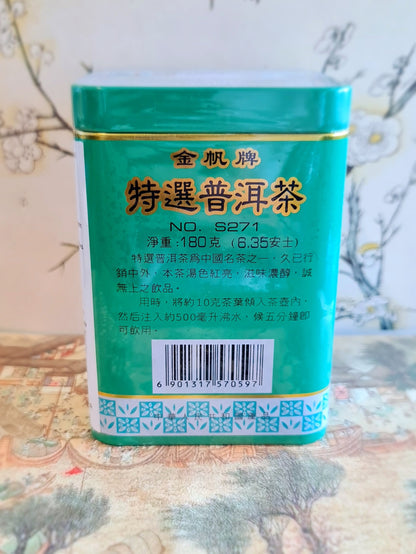 金帆牌
特選普洱茶
NO. S271
淨重:180克 (6.35安士)
特選普洱茶爲中國名茶之一，久已行
銷中外，本茶湯色紅亮，滋味濃醇，誠
無上之飲品。
用時，將約10克茶葉傾入茶壺內，
然后注入約500毫升沸水，候五分鐘即
可飲用。
6 901317 570597